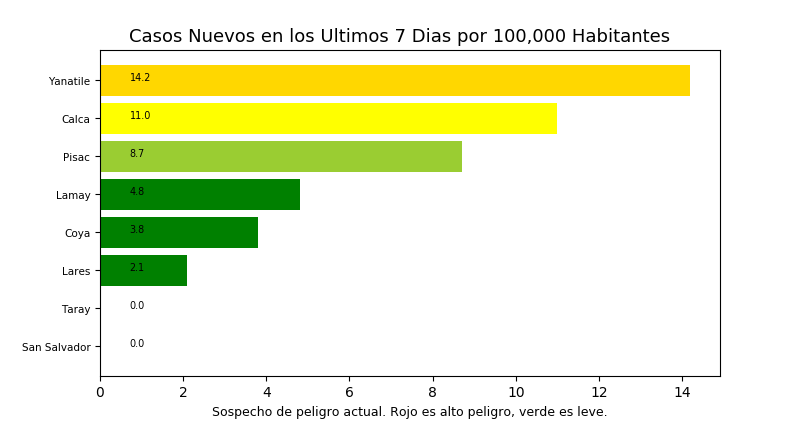 Casos Nuevos en los Ultimos 7 Dias por 100,000 Habitantes
Yanatile 14.2
Calca 11.0
Pisac 8.7
Lamay 4.8
Coya 3.8
Lares 2.1
Taray 0.0
San Salvador 0.0
0 2 4 6 8 10 12 14
Sospecho de peligro actual. Rojo es alto peligro, verde es leve.